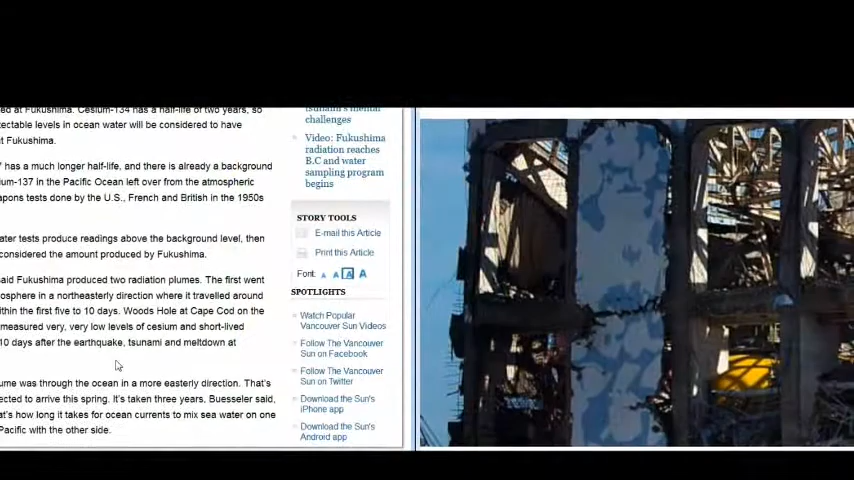 ed at Fukushima. Cesium-134 has a half-life of two years, so
ectable levels in ocean water will be considered to have
t Fukushima.
7 has a much longer half-life, and there is already a background
ium-137 in the Pacific Ocean left over from the atmospheric
apons tests done by the U.S., French and British in the 1950s
ater tests produce readings above the background level, then
considered the amount produced by Fukushima.
said Fukushima produced two radiation plumes. The first went
osphere in a northeasterly direction where it travelled around
within the first five to 10 days. Woods Hole at Cape Cod on the
measured very, very low levels of cesium and short-lived
10 days after the earthquake, tsunami and meltdown at
ume was through the ocean in a more easterly direction. That's
ected to arrive this spring. It's taken three years, Buesseler said,
at's how long it takes for ocean currents to mix sea water on one
Pacific with the other side.
tsunami's mental
challenges
Video: Fukushima
radiation reaches
B.C and water
sampling program
begins
STORY TOOLS
E-mail this Article
Print this Article
Font: A A A A
SPOTLIGHTS
Watch Popular
Vancouver Sun Videos
Follow The Vancouver
Sun on Facebook
Follow The Vancouver
Sun on Twitter
Download the Sun's
iPhone app
Download the Sun's
Android app